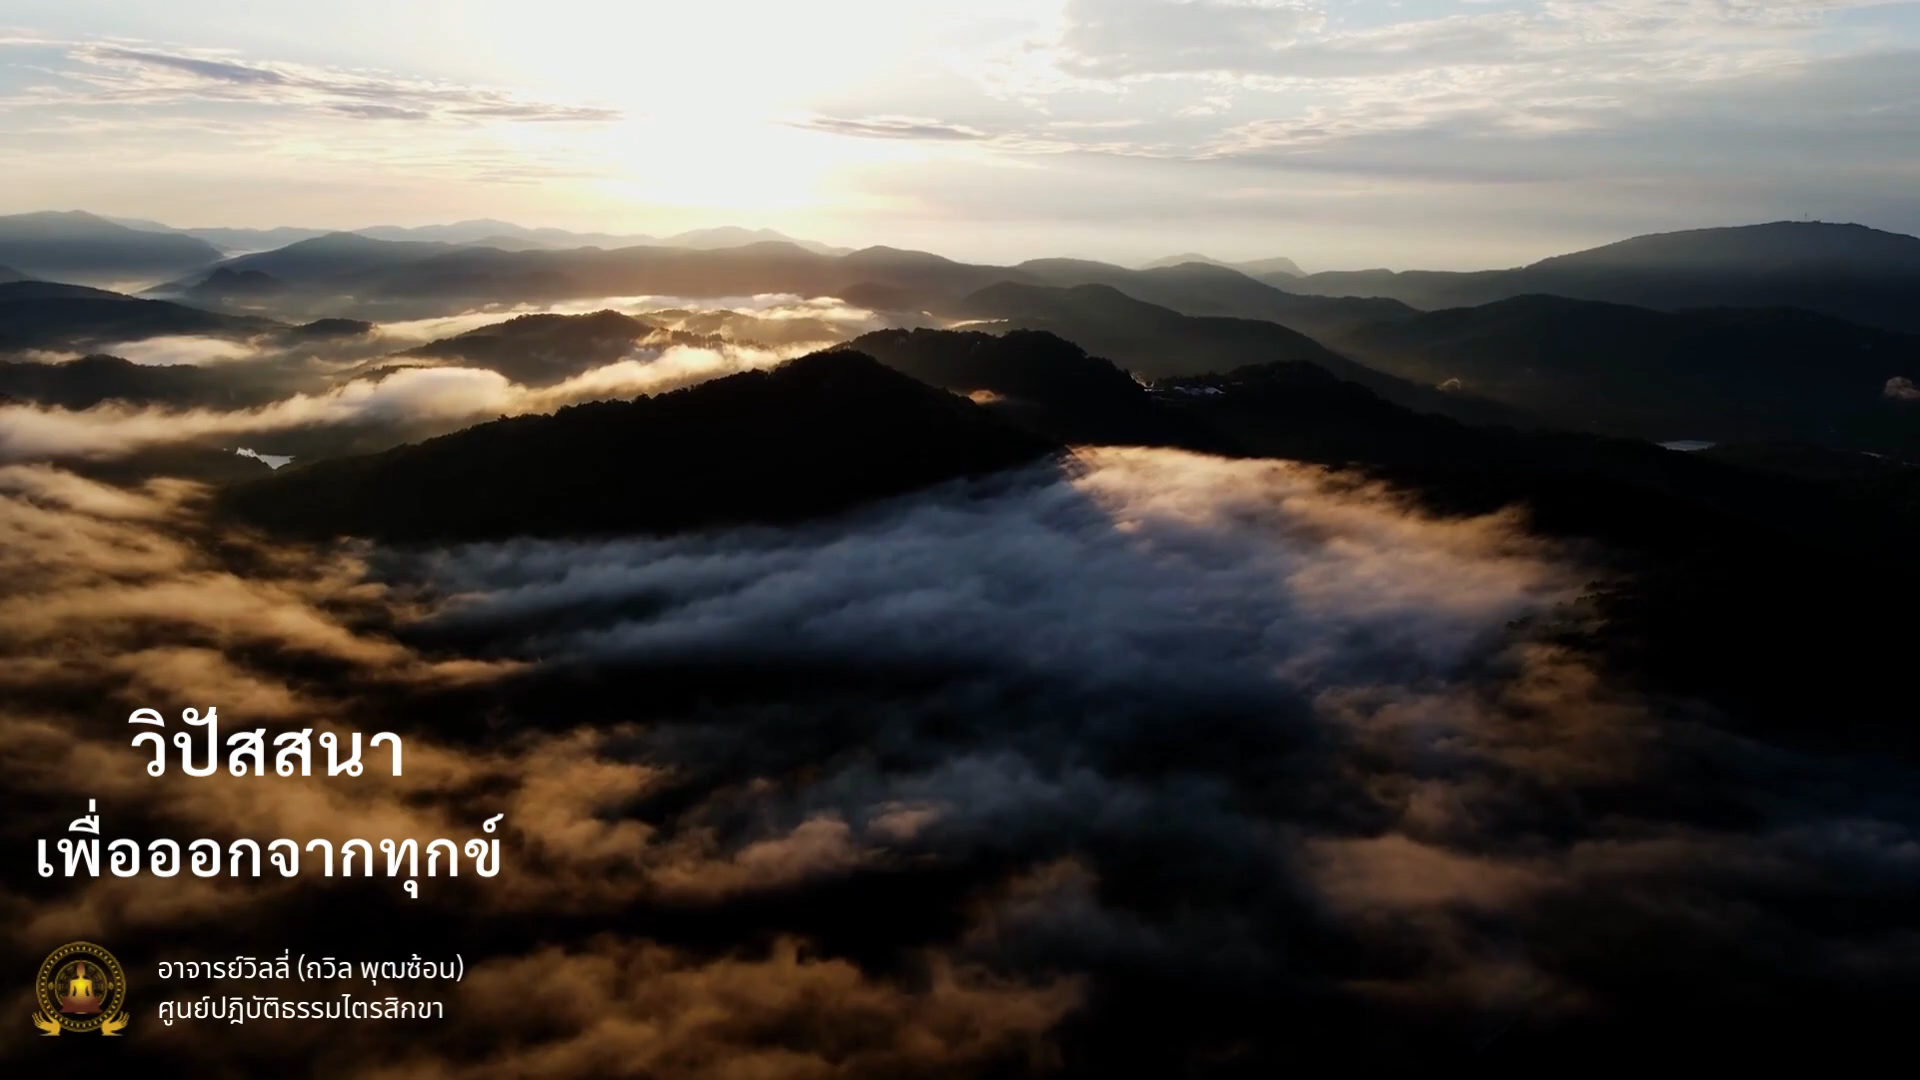 วิปัสสนา
เพื่อออกจากทุกข์
อาจารย์วิลลี่ (ถวิล พุฒซ้อน)
ศูนย์ปฎิบัติธรรมไตรสิกขา